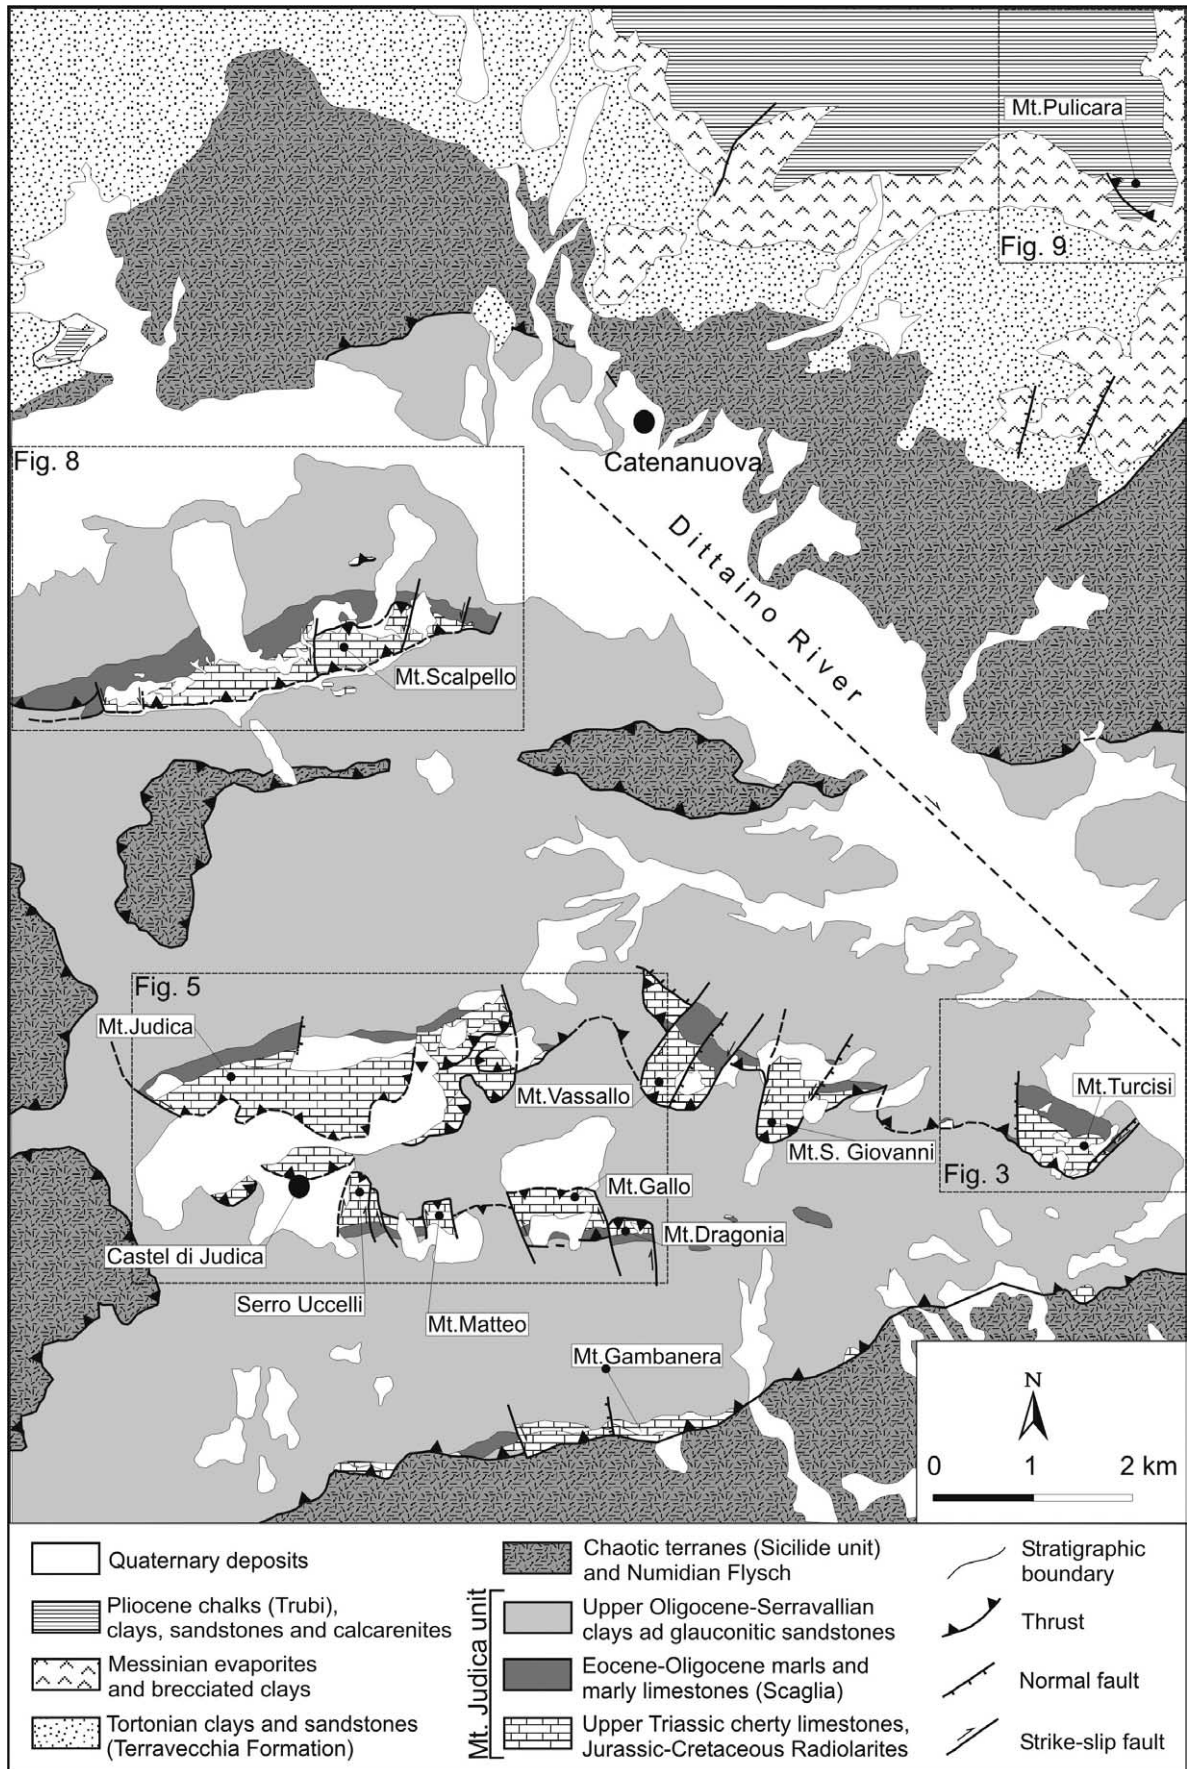 Mt.Pulicara
Fig. 9
Catenanuova
Fig. 8
Dittaino River
Mt.Scalpello
Fig. 5
Mt.Judica
Mt.Vassallo
Mt.Turcisi
Mt.S. Giovanni
Fig. 3
Mt.Gallo
Mt.Dragonia
Castel di Judica
Serro Uccelli
Mt.Matteo
Mt.Gambanera
N
0 1 2 km
Quaternary deposits
Pliocene chalks (Trubi),
clays, sandstones and calcarenites
Messinian evaporites
and brecciated clays
Tortonian clays and sandstones
(Terravecchia Formation)
Chaotic terranes (Sicilide unit)
and Numidian Flysch
Mt. Judica unit
Upper Oligocene-Serravallian
clays ad glauconitic sandstones
Eocene-Oligocene marls and
marly limestones (Scaglia)
Upper Triassic cherty limestones,
Jurassic-Cretaceous Radiolarites
Stratigraphic
boundary
Thrust
Normal fault
Strike-slip fault